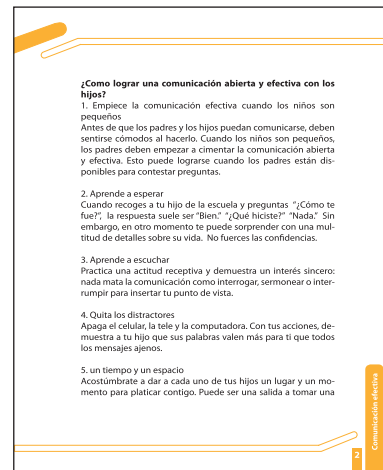 ¿Como lograr una comunicación abierta y efectiva con los
hijos?
1. Empiece la comunicación efectiva cuando los niños son
pequeños
Antes de que los padres y los hijos puedan comunicarse, deben
sentirse cómodos al hacerlo. Cuando los niños son pequeños,
los padres deben empezar a cimentar la comunicación abierta
y efectiva. Esto puede lograrse cuando los padres están dis-
ponibles para contestar preguntas.
2. Aprende a esperar
Cuando recoges a tu hijo de la escuela y preguntas "¿Cómo te
fue?", la respuesta suele ser "Bien." "¿Qué hiciste?" "Nada." Sin
embargo, en otro momento te puede sorprender con una mul-
titud de detalles sobre su vida. No fuerces las confidencias.
3. Aprende a escuchar
Practica una actitud receptiva y demuestra un interés sincero:
nada mata la comunicación como interrogar, sermonear o inter-
rumpir para insertar tu punto de vista.
4. Quita los distractores
Apaga el celular, la tele y la computadora. Con tus acciones, de-
muestra a tu hijo que sus palabras valen más para ti que todos
los mensajes ajenos.
5. un tiempo y un espacio
Acostúmbrate a dar a cada uno de tus hijos un lugar y un mo-
mento para platicar contigo. Puede ser una salida a tomar una
Comunicación efectiva
2